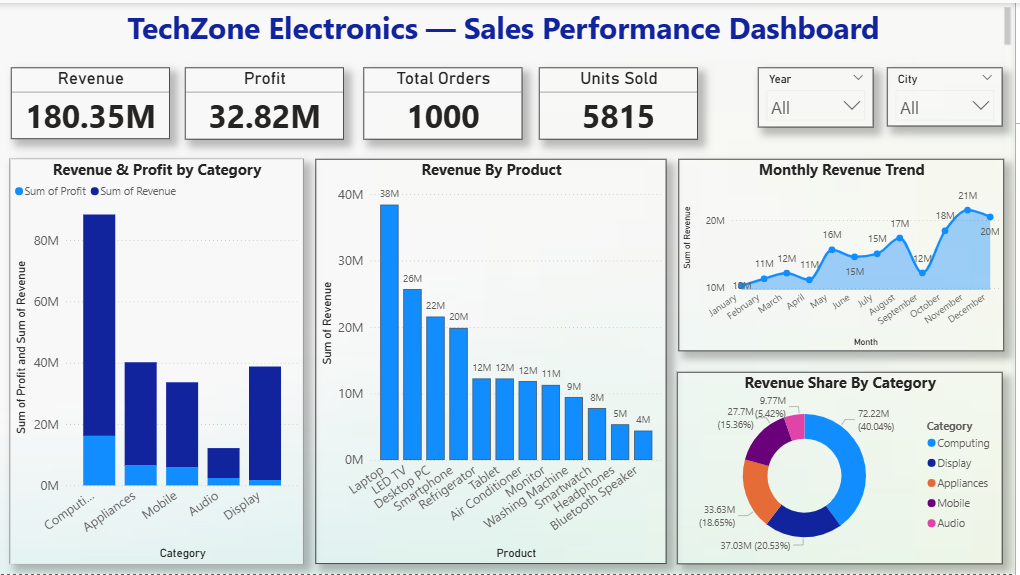 TechZone Electronics — Sales Performance Dashboard
Revenue
180.35M
Profit
32.82M
Total Orders
1000
Units Sold
5815
Year
All
City
All
Revenue & Profit by Category
Sum of Profit
Sum of Revenue
Sum of Profit and Sum of Revenue
80M
60M
40M
20M
0M
Computi...
Appliances
Mobile
Audio
Display
Category
Revenue By Product
Sum of Revenue
40M
30M
20M
10M
0M
38M
26M
22M
20M
12M
12M
12M
11M
9M
8M
5M
4M
Laptop
LED TV
Desktop PC
Smartphone
Refrigerator
Tablet
Air Conditioner
Monitor
Washing Machine
Smartwatch
Headphones
Bluetooth Speaker
Product
Monthly Revenue Trend
Sum of Revenue
20M
10M
10M
11M
12M
11M
16M
15M
15M
17M
12M
18M
21M
20M
January
February
March
April
May
June
July
August
September
October
November
December
Month
Revenue Share By Category
9.77M
(5.42%)
27.7M
(15.36%)
72.22M
(40.04%)
33.63M
(18.65%)
37.03M (20.53%)
Category
Computing
Display
Appliances
Mobile
Audio